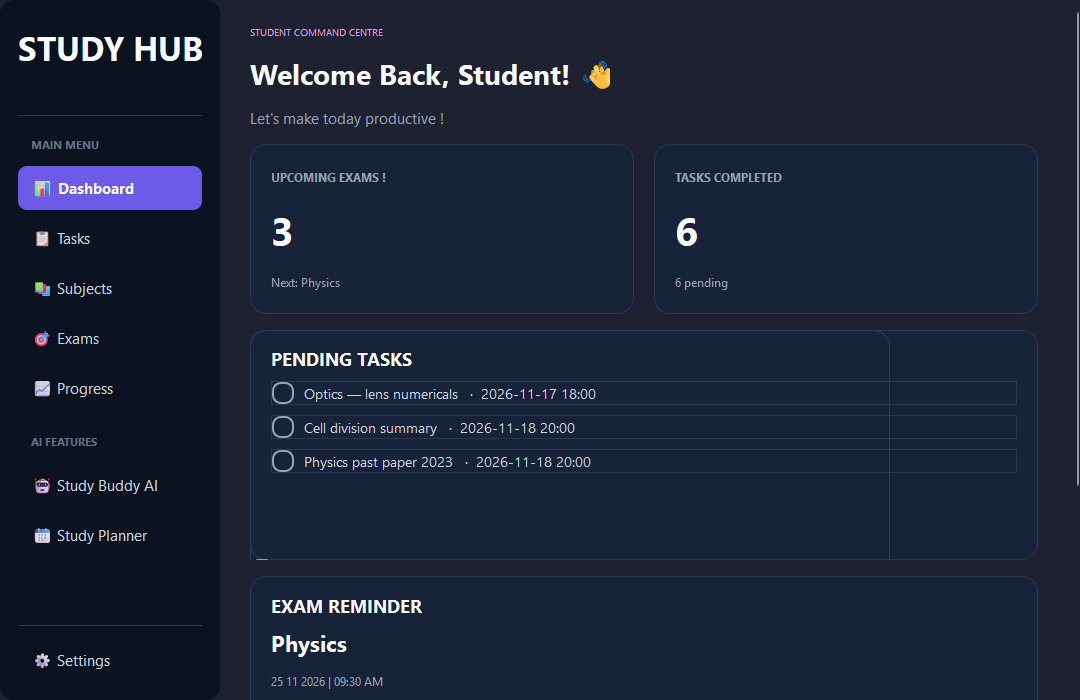 STUDY HUB
MAIN MENU
Dashboard
Tasks
Subjects
Exams
Progress
AI FEATURES
Study Buddy AI
Study Planner
Settings
STUDENT COMMAND CENTRE
Welcome Back, Student! 👋
Let's make today productive !
UPCOMING EXAMS !
3
Next: Physics
TASKS COMPLETED
6
6 pending
PENDING TASKS
Optics — lens numericals · 2026-11-17 18:00
Cell division summary · 2026-11-18 20:00
Physics past paper 2023 · 2026-11-18 20:00
EXAM REMINDER
Physics
25 11 2026 | 09:30 AM